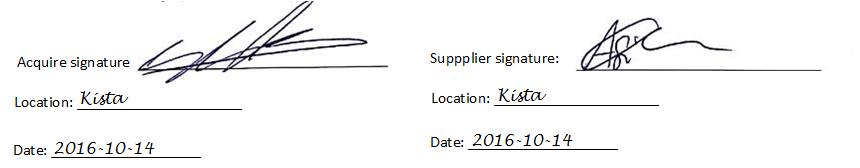 Acquire signature
Location: Kista
Date: 2016-10-14
Suppplier signature:
Location: Kista
Date: 2016-10-14